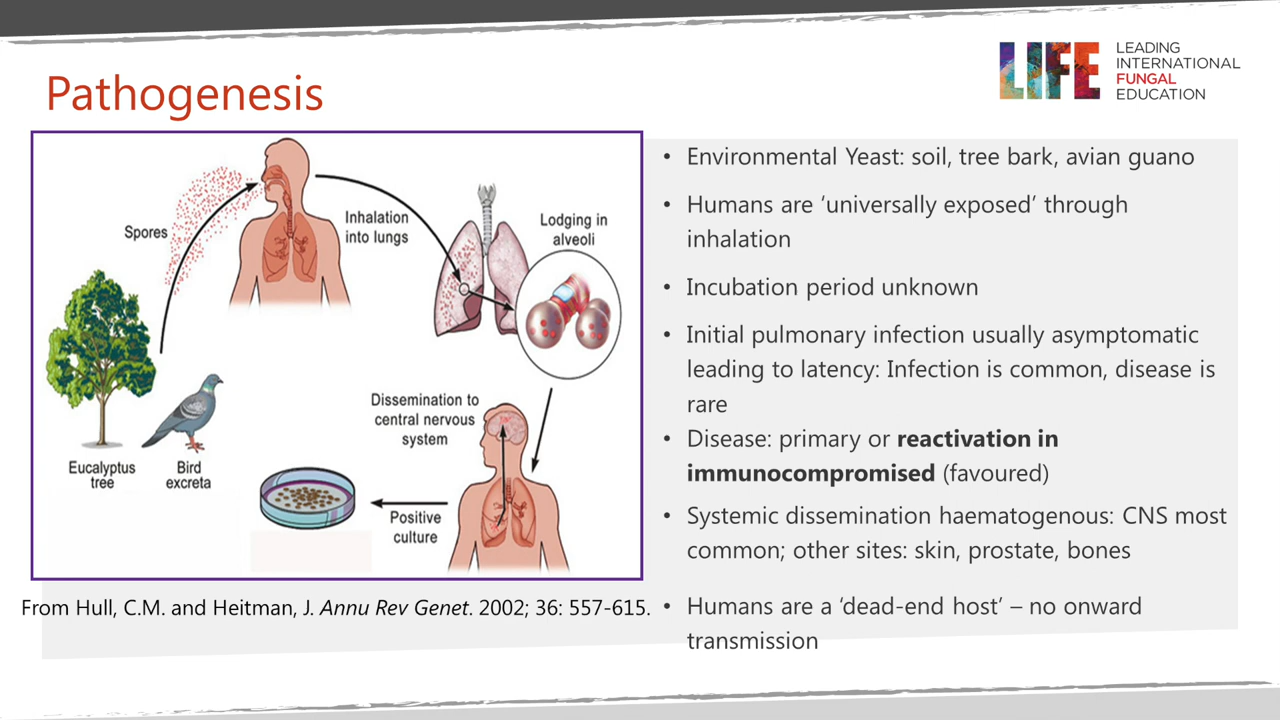 LEADING
INTERNATIONAL
FUNGAL
EDUCATION
LIFE
Pathogenesis
Spores
Inhalation
into lungs
Lodging in
alveoli
Eucalyptus
tree
Bird
excreta
Dissemination to
central nervous
system
Positive
culture
From Hull, C.M. and Heitman, J. Annu Rev Genet. 2002; 36: 557-615.
• Environmental Yeast: soil, tree bark, avian guano
• Humans are ‘universally exposed’ through
inhalation
• Incubation period unknown
• Initial pulmonary infection usually asymptomatic
leading to latency: Infection is common, disease is
rare
• Disease: primary or reactivation in
immunocompromised (favoured)
• Systemic dissemination haematogenous: CNS most
common; other sites: skin, prostate, bones
• Humans are a ‘dead-end host’ – no onward
transmission